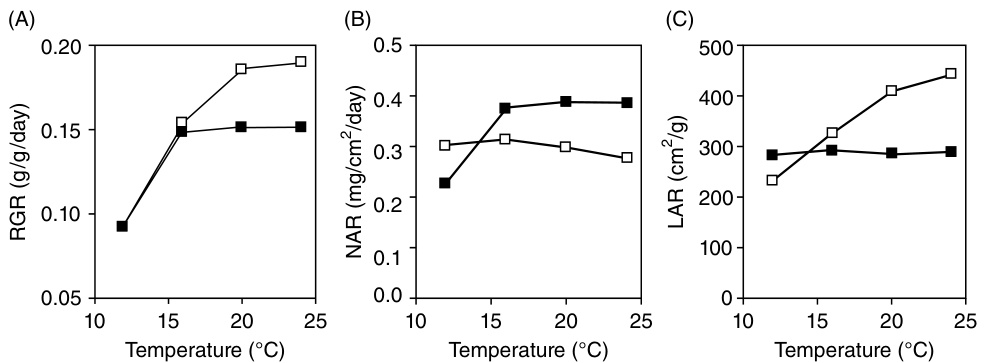 (A)
RGR (g/g/day)
0.20
0.15
0.10
0.05
10 15 20 25
Temperature (°C)
(B)
NAR (mg/cm²/day)
0.5
0.4
0.3
0.2
0.1
0.0
10 15 20 25
Temperature (°C)
(C)
LAR (cm²/g)
500
400
300
200
100
0
10 15 20 25
Temperature (°C)